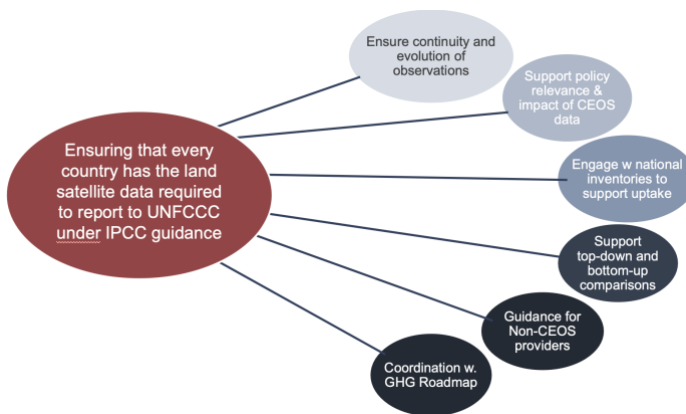 Ensure continuity and
evolution of
observations
Support policy
relevance &
impact of CEOS
data
Ensuring that every
country has the land
satellite data required
to report to UNFCCC
under IPCC guidance
Engage w national
inventories to
support uptake
Support
top-down and
bottom-up
comparisons
Guidance for
Non-CEOS
providers
Coordination w.
GHG Roadmap